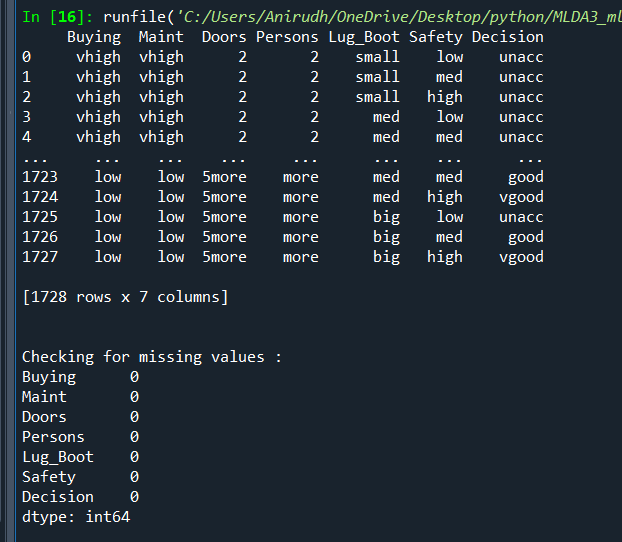 In [16]: runfile('C:/Users/Anirudh/OneDrive/Desktop/python/MLDA3_ml
Buying Maint Doors Persons Lug_Boot Safety Decision
0 vhigh vhigh 2 2 small low unacc
1 vhigh vhigh 2 2 small med unacc
2 vhigh vhigh 2 2 small high unacc
3 vhigh vhigh 2 2 med low unacc
4 vhigh vhigh 2 2 med med unacc
... ... ... ... ... ... ... ...
1723 low low 5more more med med good
1724 low low 5more more med high vgood
1725 low low 5more more big low unacc
1726 low low 5more more big med good
1727 low low 5more more big high vgood
[1728 rows x 7 columns]
Checking for missing values :
Buying 0
Maint 0
Doors 0
Persons 0
Lug_Boot 0
Safety 0
Decision 0
dtype: int64